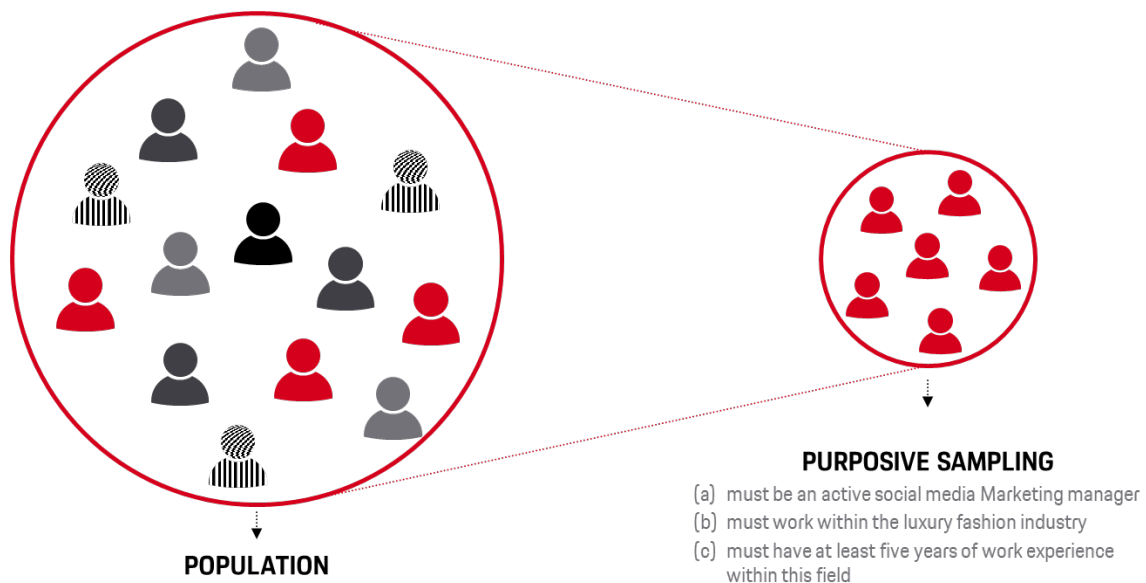 POPULATION
PURPOSIVE SAMPLING
(a) must be an active social media Marketing manager
(b) must work within the luxury fashion industry
(c) must have at least five years of work experience
within this field